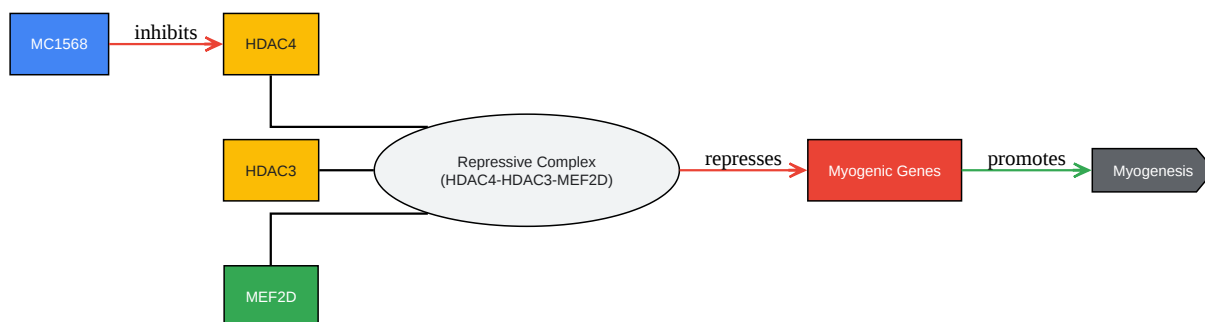 MC1568
inhibits
HDAC4
HDAC3
Repressive Complex
(HDAC4-HDAC3-MEF2D)
represses
Myogenic Genes
promotes
Myogenesis
MEF2D